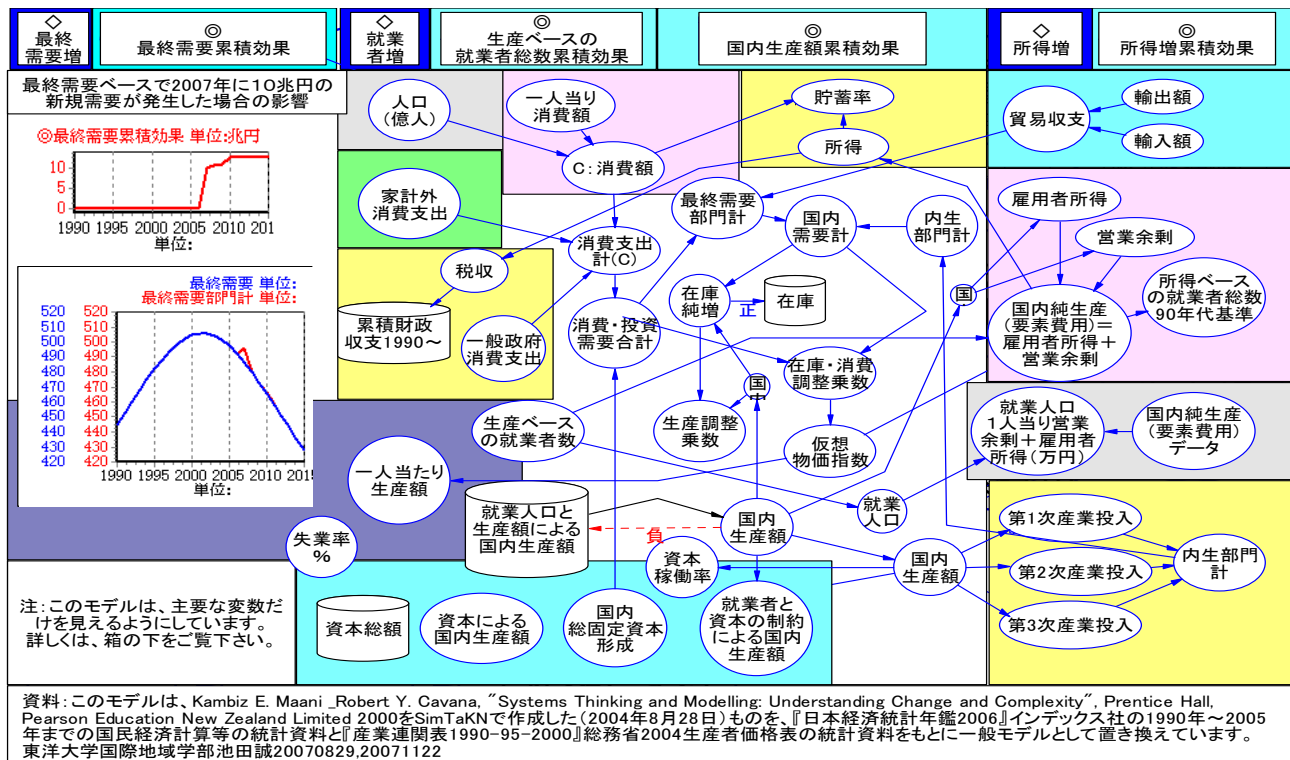 ◇
最終
需要増
◎
最終需要累積効果
◇
就業
者増
◎
生産ベースの
就業者総数累積効果
◎
国内生産額累積効果
◇
所得増
◎
所得増累積効果
最終需要ベースで2007年に10兆円の
新規需要が発生した場合の影響
◎最終需要累積効果 単位:兆円
10
5
0
1990 1995 2000 2005 2010 201
単位:
最終需要 単位:
最終需要部門計 単位:
520 520
510 510
500 500
490 490
480 480
470 470
460 460
450 450
440 440
430 430
420 420
1990 1995 2000 2005 2010 2015
単位:
人口
(億人)
一人当り
消費額
C:消費額
貯蓄率
所得
貿易収支
輸出額
輸入額
家計外
消費支出
消費支出
計(C)
最終需要
部門計
国内
需要計
内生
部門計
雇用者所得
営業余剰
国
所得ベース
の就業者総数
90年代基準
国内純生産
(要素費用)=
雇用者所得+
営業余剰
税収
累積財政
収支1990~
一般政府
消費支出
消費・投資
需要合計
在庫
純増
正
在庫
在庫・消費
調整乗数
国
生産調整
乗数
仮想
物価指数
生産ベース
の就業者数
就業人口
1人当り営業
余剰+雇用者
所得(万円)
国内純生産
(要素費用)
データ
一人当たり
生産額
就業人口と
生産額による
国内生産額
負
国内
生産額
就業
人口
失業率
%
資本
稼働率
国内
生産額
第1次産業投入
第2次産業投入
第3次産業投入
内生部門
計
注:このモデルは、主要な変数だ
けを見えるようにしています。
詳しくは、箱の下をご覧下さい。
資本総額
資本による
国内生産額
国内
総固定資本
形成
就業者と
資本の制約
による国内
生産額
資料:このモデルは、Kambiz E. Maani _Robert Y. Cavana, "Systems Thinking and Modelling: Understanding Change and Complexity", Prentice Hall,
Pearson Education New Zealand Limited 2000をSimTaKNで作成した(2004年8月28日)ものを、『日本経済統計年鑑2006』インデックス社の1990年~2005
年までの国民経済計算等の統計資料と『産業連関表1990-95-2000』総務省2004生産者価格表の統計資料をもとに一般モデルとして置き換えています。
東洋大学国際地域学部池田誠20070829,20071122